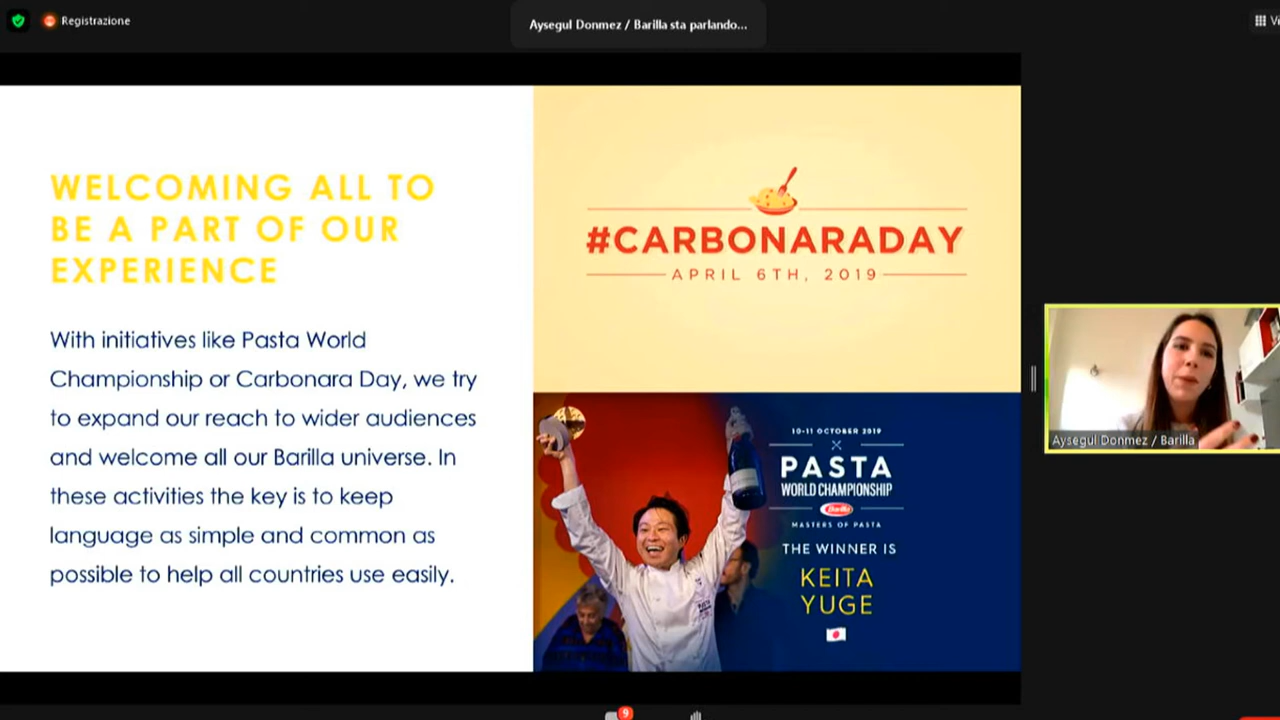 Registrazione
Aysegul Donmez / Barilla sta parlando...
WELCOMING ALL TO
BE A PART OF OUR
EXPERIENCE
With initiatives like Pasta World
Championship or Carbonara Day, we try
to expand our reach to wider audiences
and welcome all our Barilla universe. In
these activities the key is to keep
language as simple and common as
possible to help all countries use easily.
#CARBONARADAY
APRIL 6TH, 2019
10-11 OCTOBER 2019
PASTA
WORLD CHAMPIONSHIP
Barilla
MASTERS OF PASTA
THE WINNER IS
KEITA
YUGE
Aysegul Donmez / Barilla
9